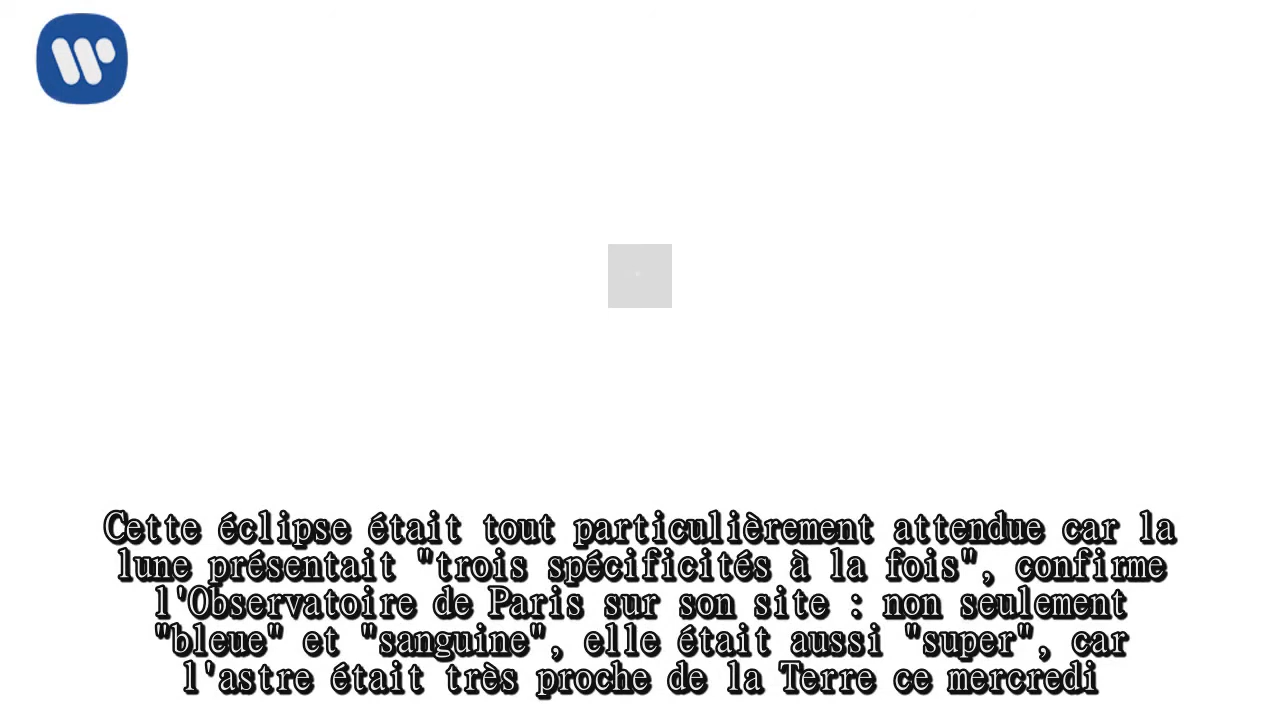 Cette éclipse était tout particulièrement attendue car la
lune présentait "trois spécificités à la fois", confirme
l'Observatoire de Paris sur son site : non seulement
"bleue" et "sanguine", elle était aussi "super", car
l'astre était très proche de la Terre ce mercredi